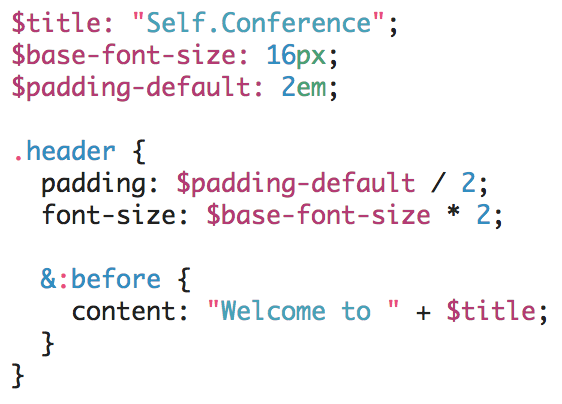 $title: "Self.Conference";
$base-font-size: 16px;
$padding-default: 2em;
.header {
padding: $padding-default / 2;
font-size: $base-font-size * 2;
&:before {
content: "Welcome to " + $title;
}
}